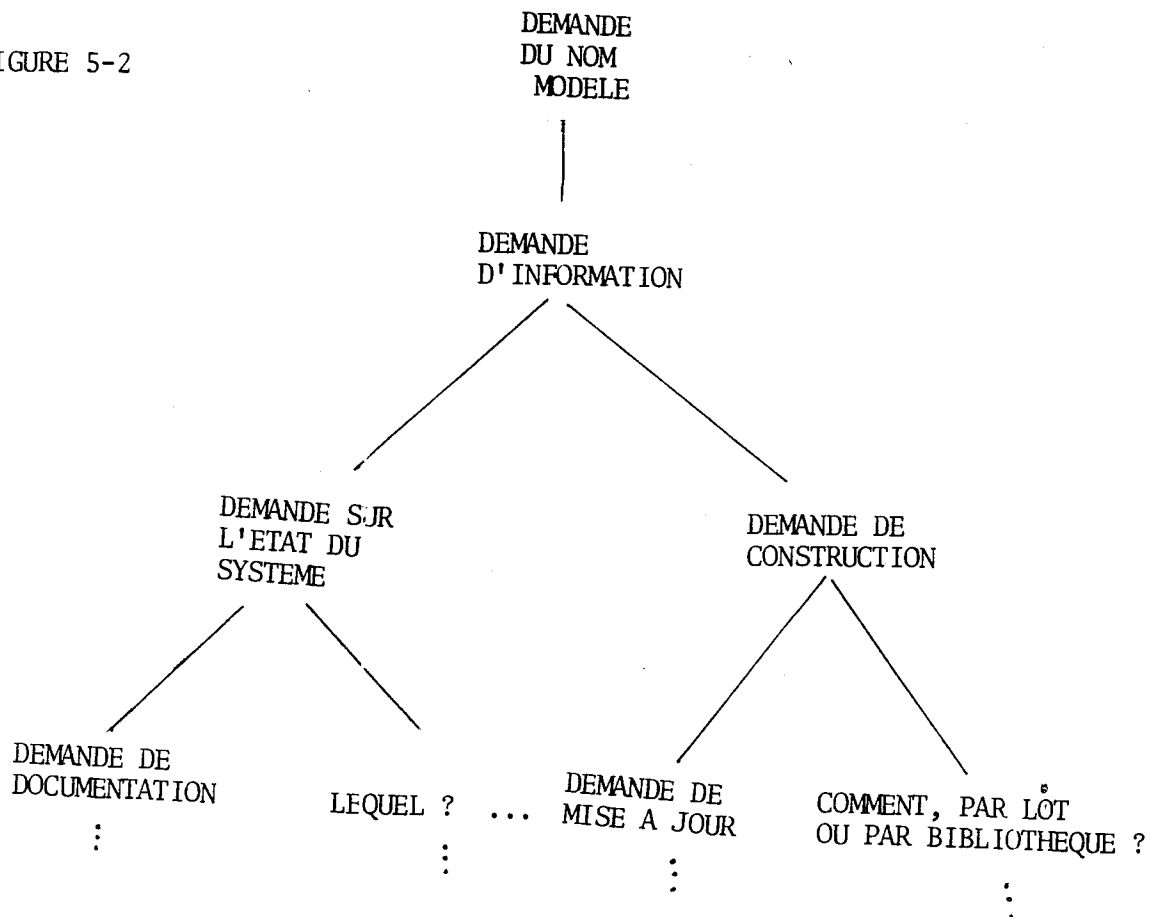 IGURE 5-2
DEMANDE
DU NOM
MODELE
DEMANDE
D'INFORMATION
DEMANDE SUR
L'ETAT DU
SYSTEME
DEMANDE DE
CONSTRUCTION
DEMANDE DE
DOCUMENTATION
LEQUEL ? ...
DEMANDE DE
MISE A JOUR
COMMENT, PAR LOT
OU PAR BIBLIOTHEQUE ?